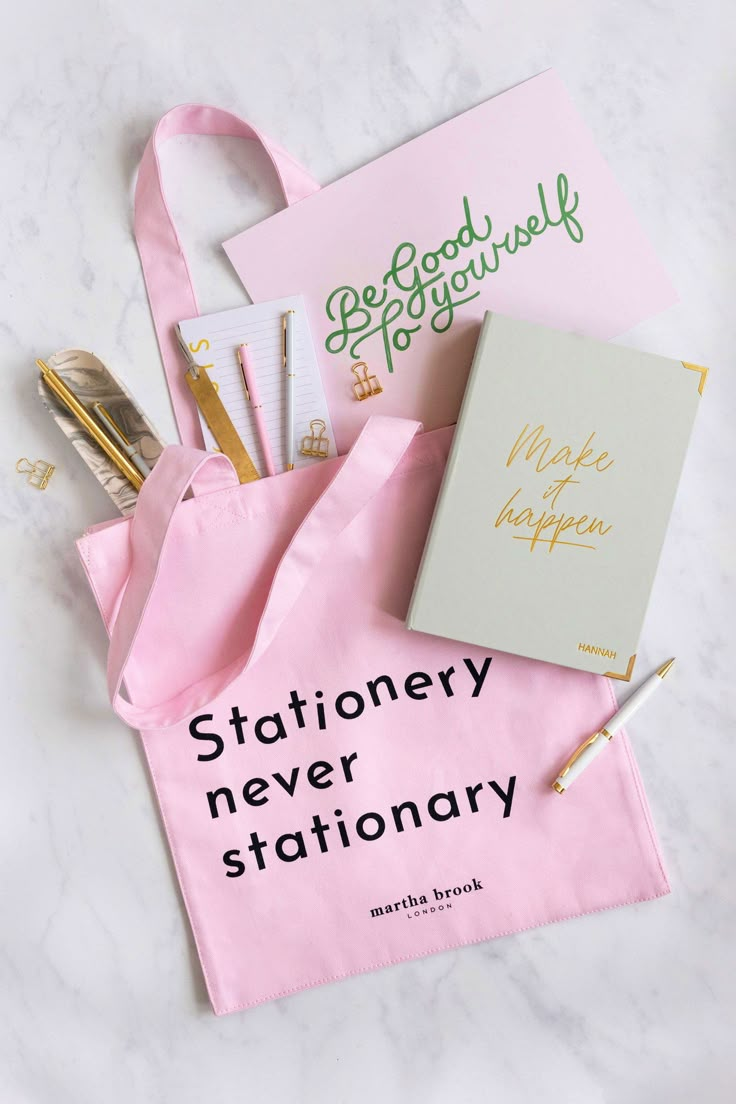 Be Good
To yourself
Make
it
happen
HANNAH
Stationery
never
stationary
martha brook
LONDON